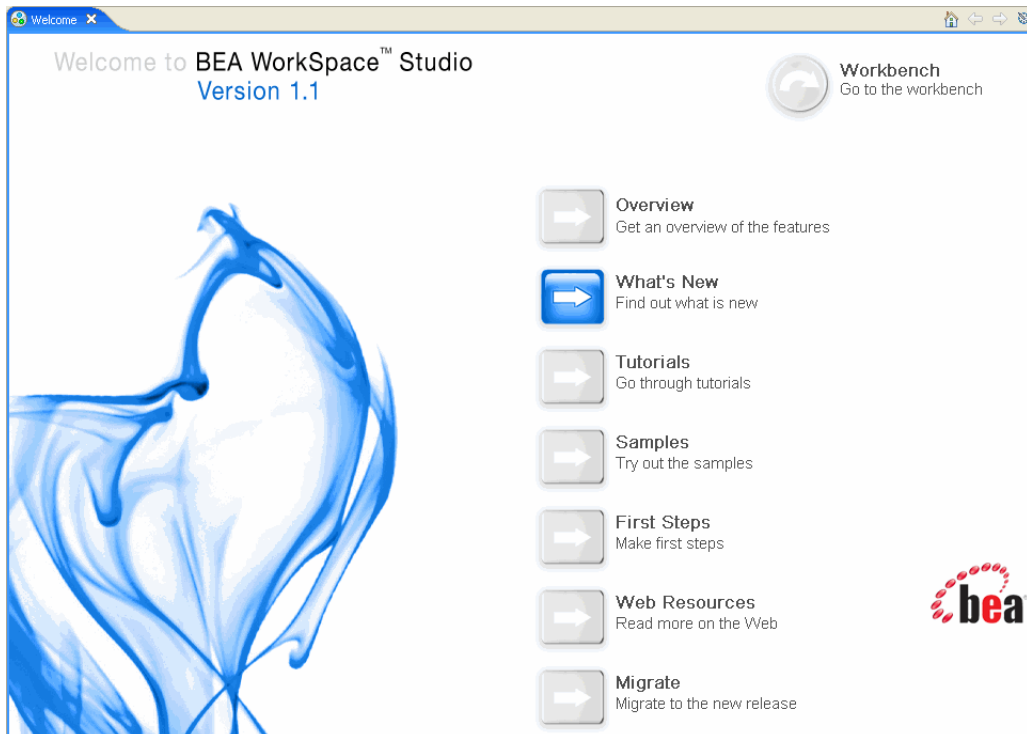 Welcome
Welcome to BEA WorkSpace™ Studio
Version 1.1
Workbench
Go to the workbench
Overview
Get an overview of the features
What's New
Find out what is new
Tutorials
Go through tutorials
Samples
Try out the samples
First Steps
Make first steps
Web Resources
Read more on the Web
bea
Migrate
Migrate to the new release